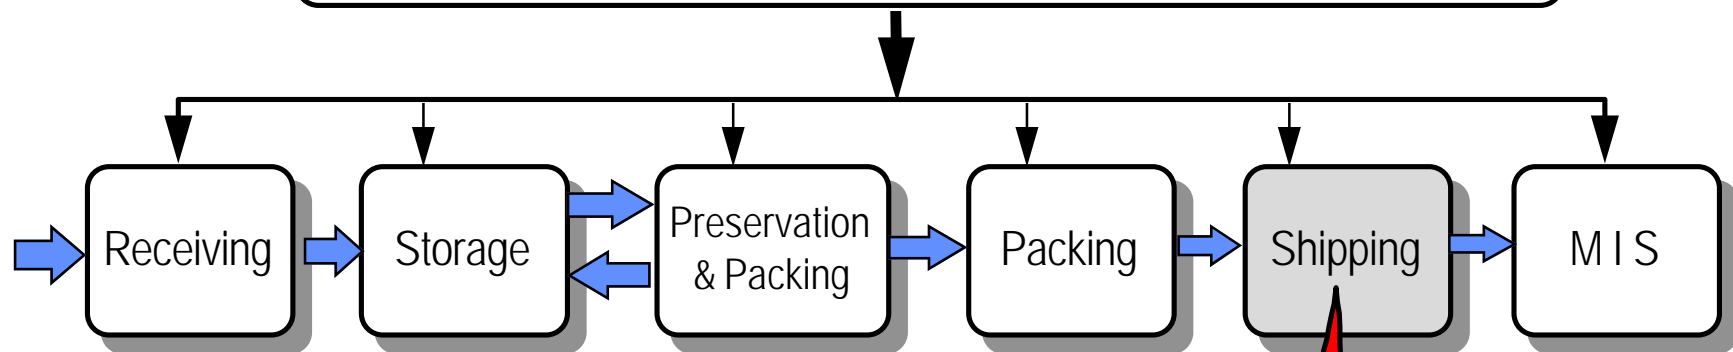 Receiving
Storage
Preservation
& Packing
Packing
Shipping
M I S